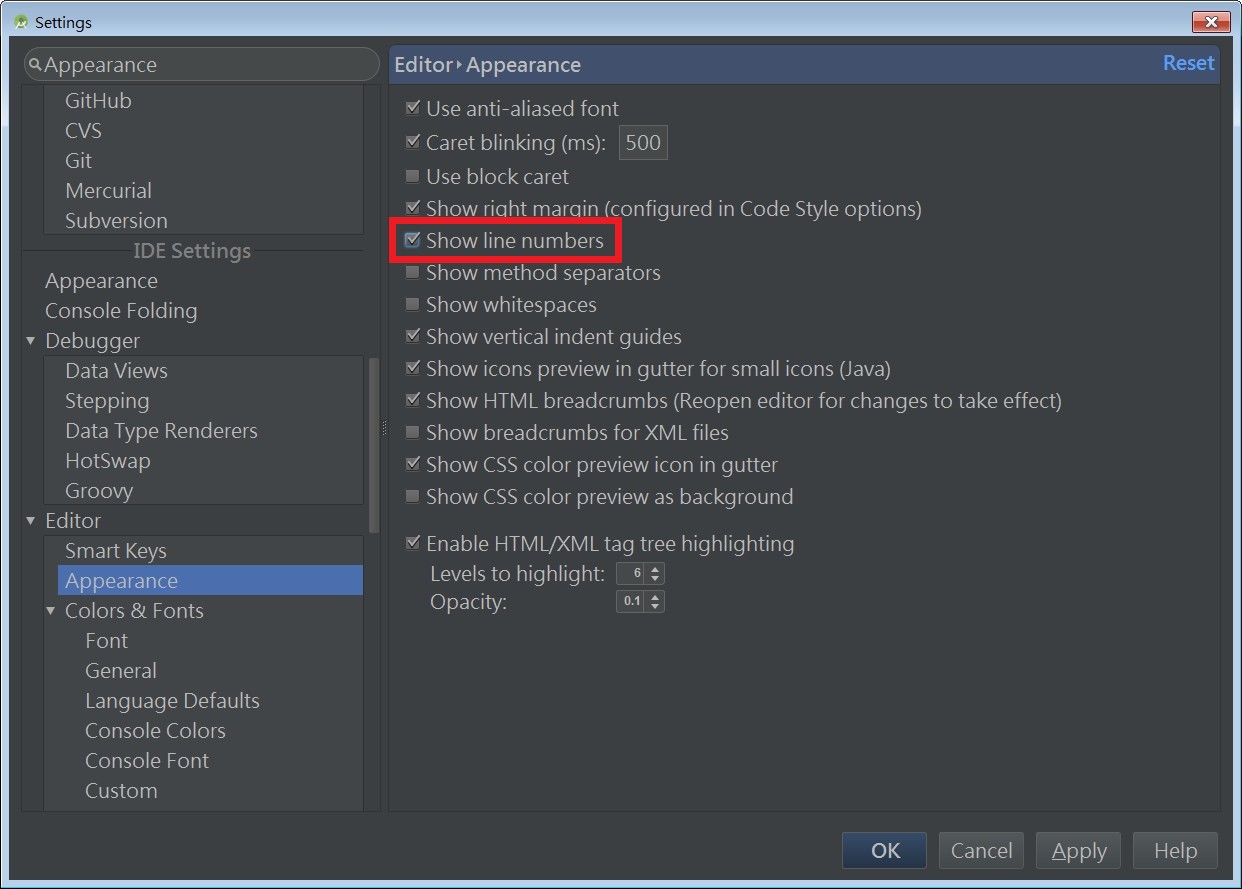 Settings
Appearance
GitHub
CVS
Git
Mercurial
Subversion
IDE Settings
Appearance
Console Folding
Debugger
Data Views
Stepping
Data Type Renderers
HotSwap
Groovy
Editor
Smart Keys
Appearance
Colors & Fonts
Font
General
Language Defaults
Console Colors
Console Font
Custom
Editor Appearance
Reset
Use anti-aliased font
Caret blinking (ms): 500
Use block caret
Show right margin (configured in Code Style options)
Show line numbers
Show method separators
Show whitespaces
Show vertical indent guides
Show icons preview in gutter for small icons (Java)
Show HTML breadcrumbs (Reopen editor for changes to take effect)
Show breadcrumbs for XML files
Show CSS color preview icon in gutter
Show CSS color preview as background
Enable HTML/XML tag tree highlighting
Levels to highlight: 6
Opacity: 0.1
OK Cancel Apply Help